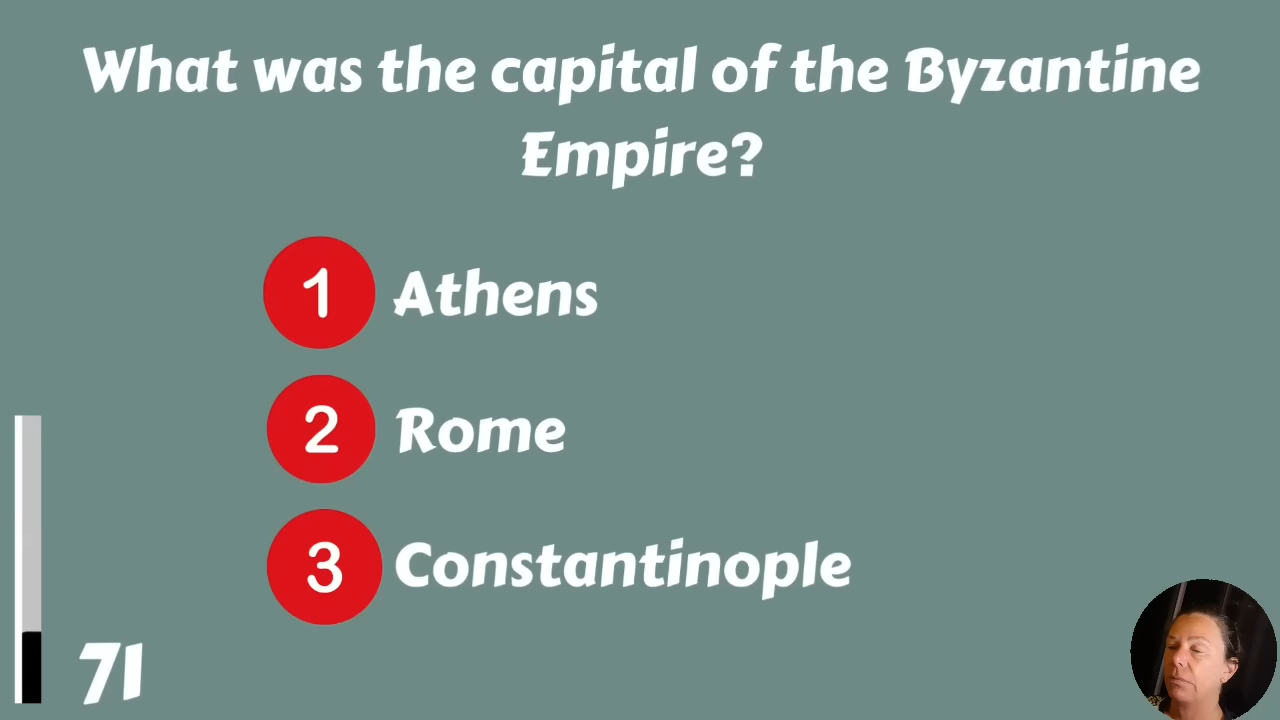 What was the capital of the Byzantine
Empire?
1 Athens
2 Rome
3 Constantinople
71